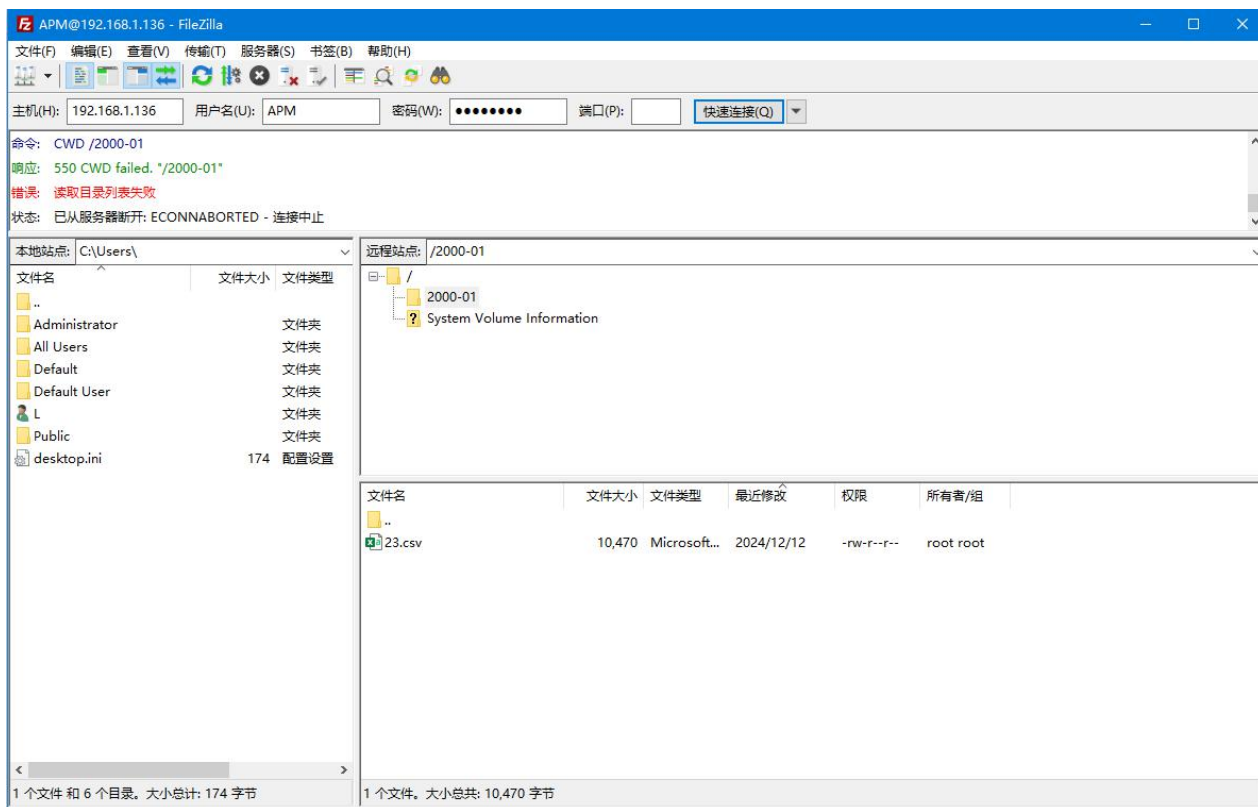 APM@192.168.1.136 - FileZilla
文件(F) 编辑(E) 查看(V) 传输(T) 服务器(S) 书签(B) 帮助(H)
主机(H): 192.168.1.136 用户名(U): APM 密码(W): ●●●●●●●● 端口(P): 快速连接(Q)
命令: CWD /2000-01
响应: 550 CWD failed. "/2000-01"
错误: 读取目录列表失败
状态: 已从服务器断开: ECONNABORTED - 连接中止
本地站点: C:\Users\
文件名 文件大小 文件类型
..
Administrator 文件夹
All Users 文件夹
Default 文件夹
Default User 文件夹
L 文件夹
Public 文件夹
desktop.ini 174 配置设置
1 个文件 和 6 个目录。大小总计: 174 字节
远程站点: /2000-01
/
2000-01
? System Volume Information
文件名 文件大小 文件类型 最近修改 权限 所有者/组
..
23.csv 10,470 Microsoft... 2024/12/12 -rw-r--r-- root root
1 个文件。大小总共: 10,470 字节